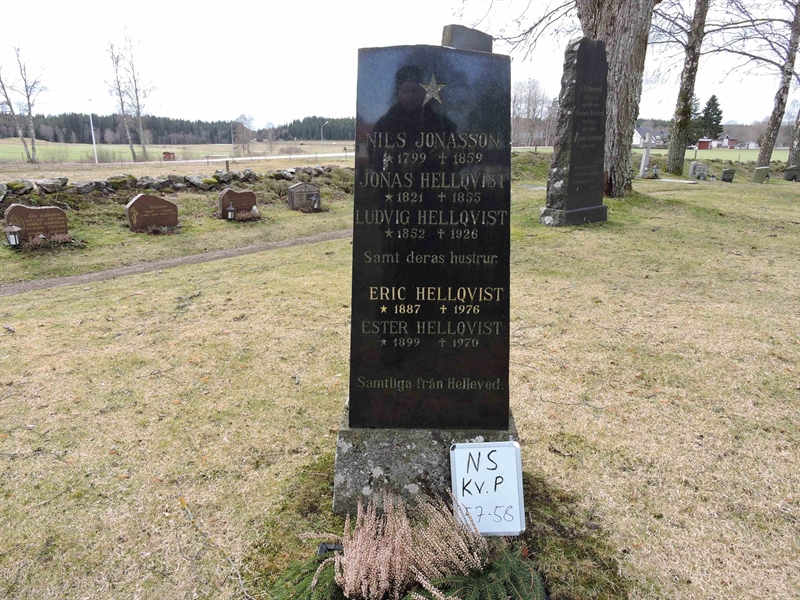 NILS JONASSON
★ 1799 ✝ 1859
JONAS HELLQVIST
★ 1821 ✝ 1855
LUDVIG HELLQVIST
★ 1852 ✝ 1926
Samt deras hustrur.
ERIC HELLQVIST
★ 1887 ✝ 1976
ESTER HELLQVIST
★ 1899 ✝ 1970
Samtliga från Helleved.
NS
Kv. P
57-58